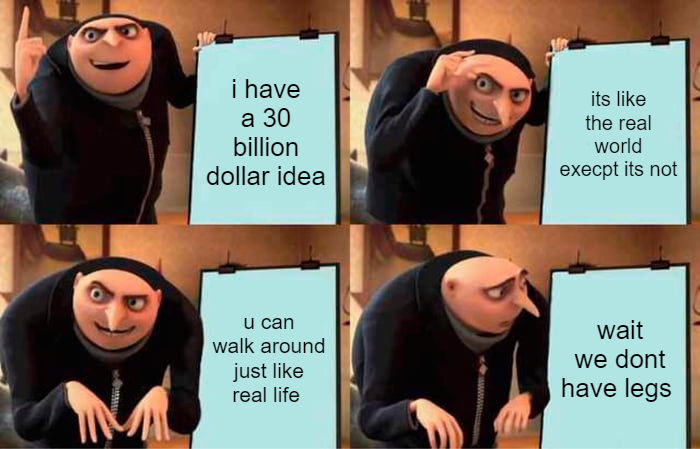 i have
a 30
billion
dollar idea
its like
the real
world
execpt its not
u can
walk around
just like
real life
wait
we dont
have legs